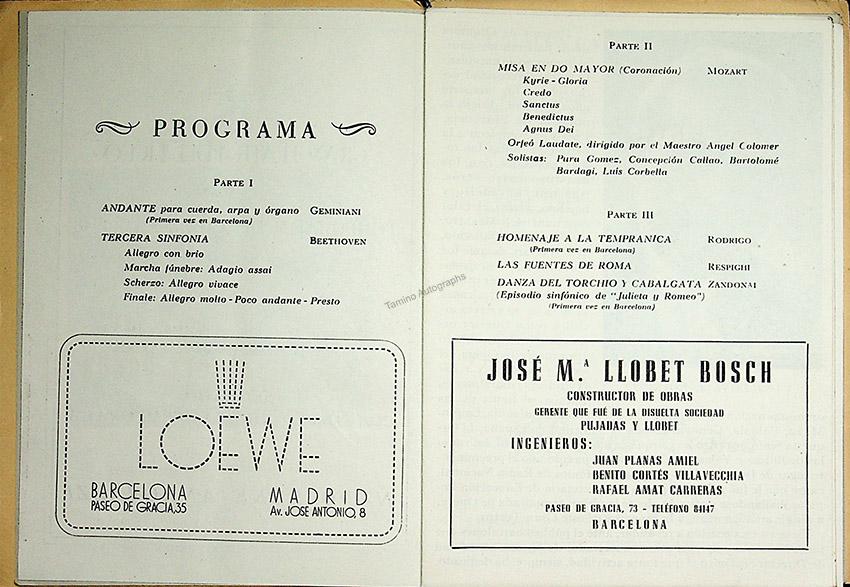 PROGRAMA
PARTE I
ANDANTE para cuerda, arpa y órgano GEMINIANI
(Primera vez en Barcelona)
TERCERA SINFONIA BEETHOVEN
Allegro con brio
Marcha fúnebre: Adagio assai
Scherzo: Allegro vivace
Finale: Allegro molto - Poco andante - Presto
LOEWE
BARCELONA
PASEO DE GRACIA, 35
MADRID
Av. JOSE ANTONIO, 8
Tamino Autographs
PARTE II
MISA EN DO MAYOR (Coronación) MOZART
Kyrie - Gloria
Credo
Sanctus
Benedictus
Agnus Dei
Orfeó Laudate, dirigido por el Maestro Angel Colomer
Solistas: Pura Gomez, Concepción Callao, Bartolomé
Bardagi, Luis Corbella
PARTE III
HOMENAJE A LA TEMPRANICA RODRIGO
(Primera vez en Barcelona)
LAS FUENTES DE ROMA RESPIGHI
DANZA DEL TORCHIO Y CABALGATA ZANDONAI
(Episodio sinfónico de "Julieta y Romeo")
(Primera vez en Barcelona)
JOSÉ M.ª LLOBET BOSCH
CONSTRUCTOR DE OBRAS
GERENTE QUE FUÉ DE LA DISUELTA SOCIEDAD
PUJADAS Y LLOBET
INGENIEROS:
JUAN PLANAS AMIEL
BENITO CORTÉS VILLAVECCHIA
RAFAEL AMAT CARRERAS
PASEO DE GRACIA, 73 - TELÉFONO 84147
BARCELONA